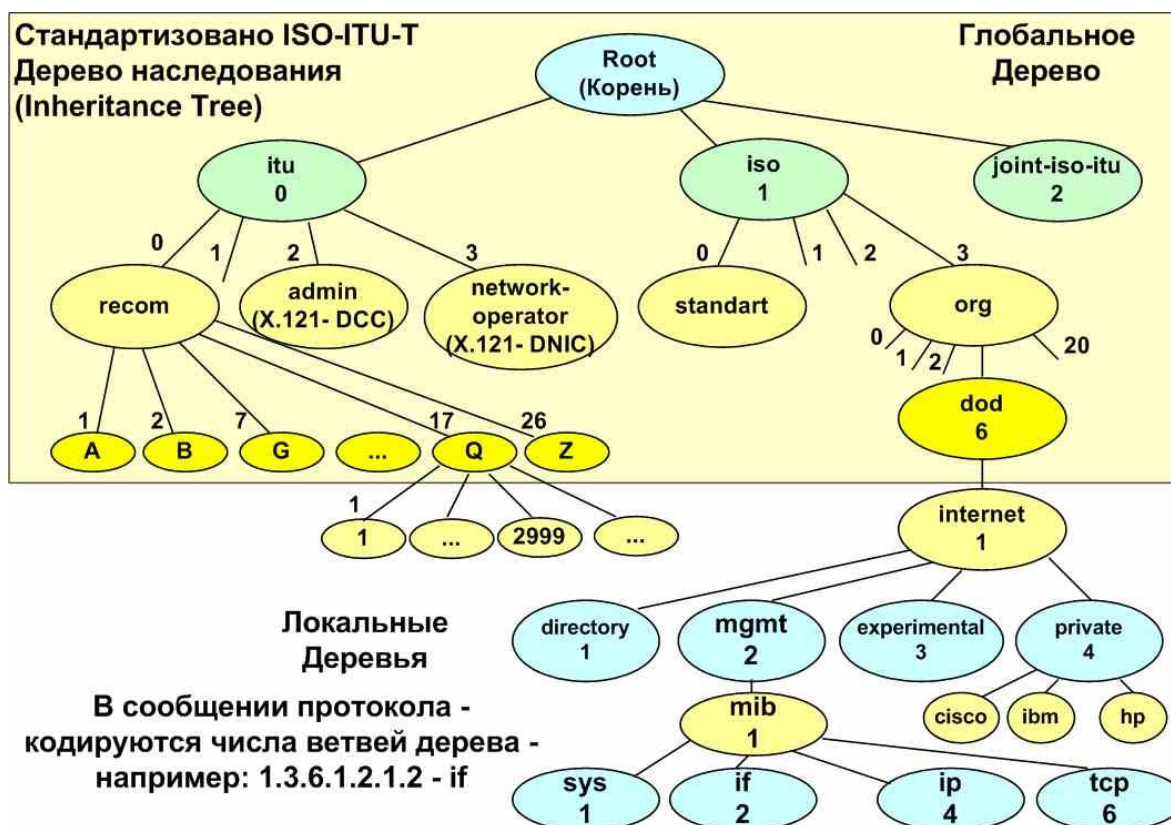 Стандартизовано ISO-ITU-T
Дерево наследования
(Inheritance Tree)
Глобальное
Дерево
Root
(Корень)
itu
0
iso
1
joint-iso-itu
2
0
1
2
3
0
1
2
3
recom
admin
(X.121- DCC)
network-
operator
(X.121- DNIC)
standart
org
0
1
2
20
dod
6
1
2
7
17
26
A
B
G
...
Q
Z
1
1
...
2999
...
internet
1
Локальные
Деревья
directory
1
mgmt
2
experimental
3
private
4
cisco
ibm
hp
mib
1
В сообщении протокола -
кодируются числа ветвей дерева -
например: 1.3.6.1.2.1.2 - if
sys
1
if
2
ip
4
tcp
6